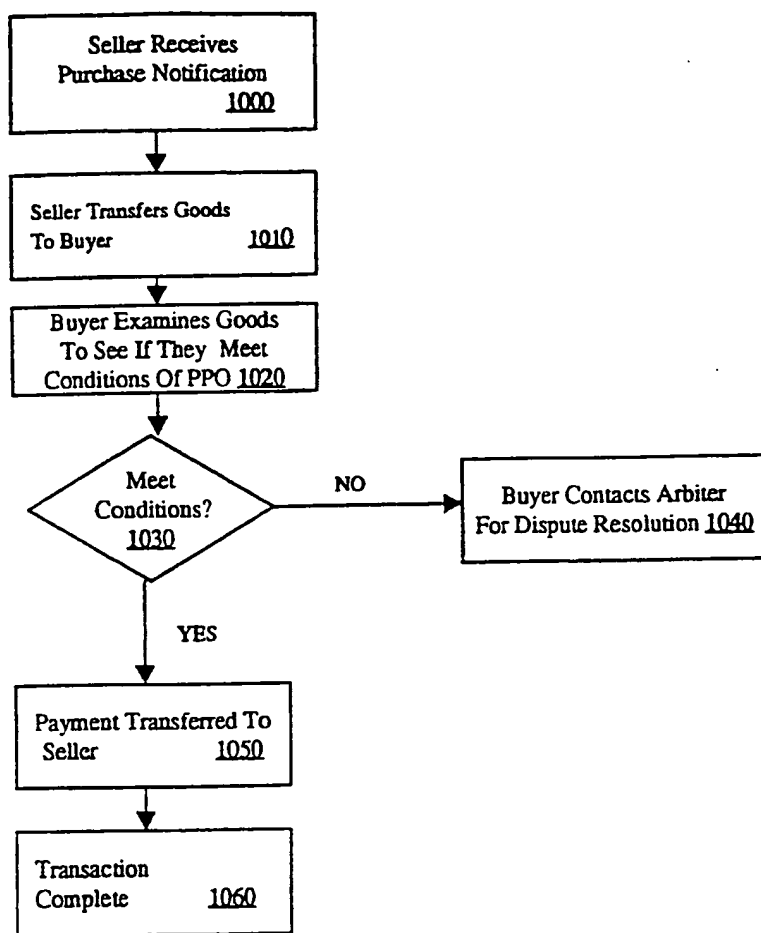 Seller Receives
Purchase Notification
1000
Seller Transfers Goods
To Buyer 1010
Buyer Examines Goods
To See If They Meet
Conditions Of PPO 1020
Meet
Conditions?
1030
NO
Buyer Contacts Arbiter
For Dispute Resolution 1040
YES
Payment Transferred To
Seller 1050
Transaction
Complete 1060